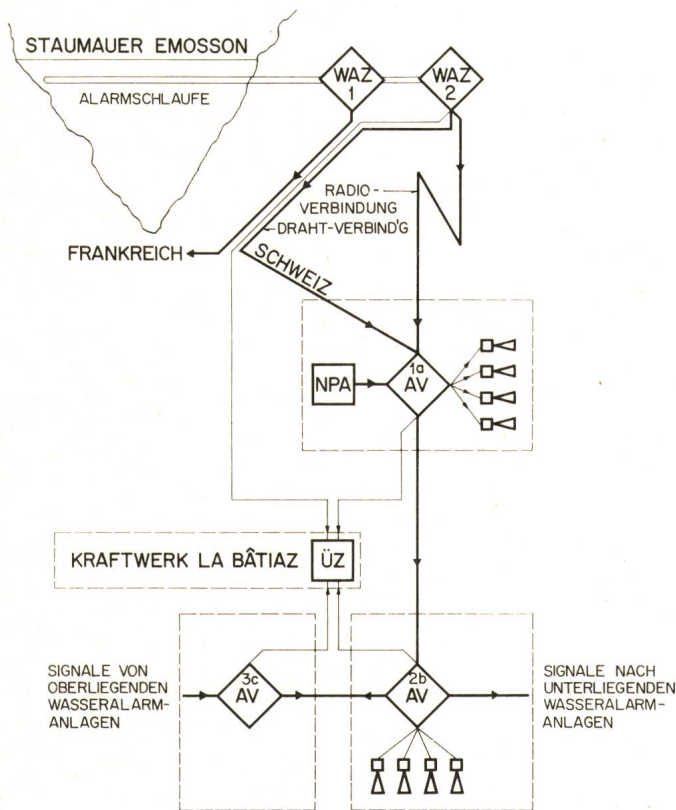 STAUMAUER EMOSSON
ALARMSCHLAUFE
WAZ
1
WAZ
2
RADIO-
VERBINDUNG
DRAHT-VERBIND'G
FRANKREICH
SCHWEIZ
NPA
1a
AV
KRAFTWERK LA BÂTIAZ
ÜZ
SIGNALE VON
OBERLIEGENDEN
WASSERALARM-
ANLAGEN
3c
AV
2b
AV
SIGNALE NACH
UNTERLIEGENDEN
WASSERALARM-
ANLAGEN